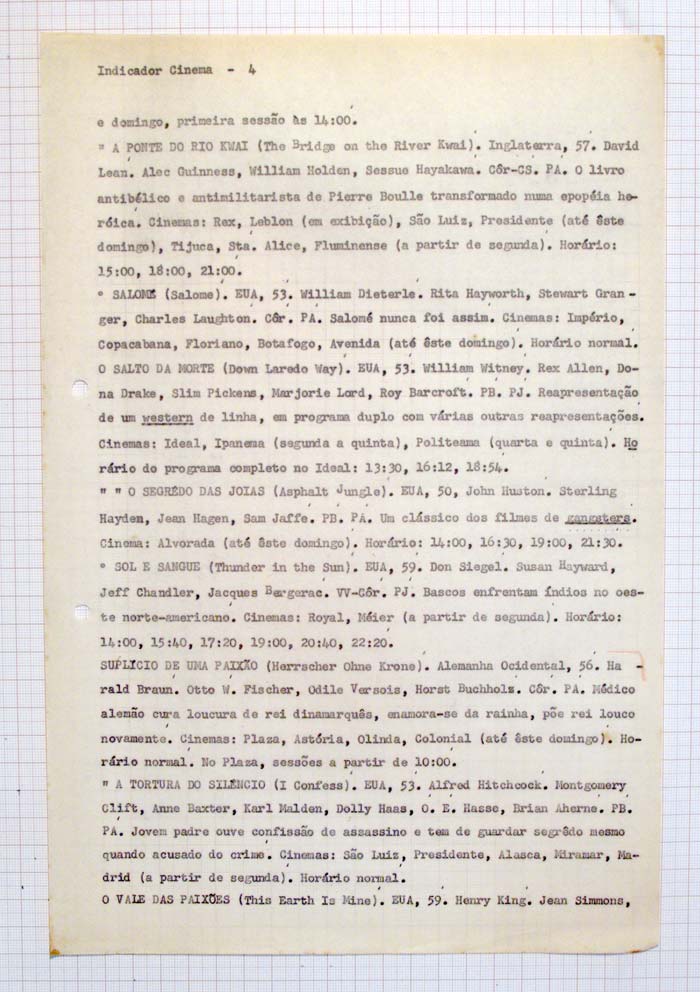 Indicador Cinema - 4
e domingo, primeira sessão às 14:00.
" A PONTE DO RIO KWAI (The Bridge on the River Kwai). Inglaterra, 57. David
Lean. Alec Guinness, William Holden, Sessue Hayakawa. Côr-CS. PA. O livro
antibélico e antimilitarista de Pierre Boulle transformado numa epopéia he-
róica. Cinemas: Rex, Leblon (em exibição), São Luiz, Presidente (até êste
domingo), Tijuca, Sta. Alice, Fluminense (a partir de segunda). Horário:
15:00, 18:00, 21:00.
° SALOMÉ (Salome). EUA, 53. William Dieterle. Rita Hayworth, Stewart Gran-
ger, Charles Laughton. Côr. PA. Salomé nunca foi assim. Cinemas: Império,
Copacabana, Floriano, Botafogo, Avenida (até êste domingo). Horário normal.
O SALTO DA MORTE (Down Laredo Way). EUA, 53. William Witney. Rex Allen, Do-
na Drake, Slim Pickens, Marjorie Lord, Roy Barcroft. PB. PJ. Reapresentação
de um western de linha, em programa duplo com várias outras reapresentações.
Cinemas: Ideal, Ipanema (segunda a quinta), Politeama (quarta e quinta). Ho
rário do programa completo no Ideal: 13:30, 16:12, 18:54.
" " O SEGRÊDO DAS JOIAS (Asphalt Jungle). EUA, 50, John Huston. Sterling
Hayden, Jean Hagen, Sam Jaffe. PB. PA. Um clássico dos filmes de gangsters.
Cinema: Alvorada (até êste domingo). Horário: 14:00, 16:30, 19:00, 21:30.
° SOL E SANGUE (Thunder in the Sun). EUA, 59. Don Siegel. Susan Hayward,
Jeff Chandler, Jacques Bergerac. VV-Côr. PJ. Bascos enfrentam índios no oes-
te norte-americano. Cinemas: Royal, Méier (a partir de segunda). Horário:
14:00, 15:40, 17:20, 19:00, 20:40, 22:20.
SUPLÍCIO DE UMA PAIXÃO (Herrscher Ohne Krone). Alemanha Ocidental, 56. Ha -
rald Braun. Otto W. Fischer, Odile Versois, Horst Buchholz. Côr. PA. Médico
alemão cura loucura de rei dinamarquês, enamora-se da rainha, põe rei louco
novamente. Cinemas: Plaza, Astória, Olinda, Colonial (até êste domingo). Ho-
rário normal. No Plaza, sessões a partir de 10:00.
" A TORTURA DO SILÊNCIO (I Confess). EUA, 53. Alfred Hitchcock. Montgomery
Clift, Anne Baxter, Karl Malden, Dolly Haas, O. E. Hasse, Brian Aherne. PB.
PA. Jovem padre ouve confissão de assassino e tem de guardar segrêdo mesmo
quando acusado do crime. Cinemas: São Luiz, Presidente, Alasca, Miramar, Ma-
drid (a partir de segunda). Horário normal.
O VALE DAS PAIXÕES (This Earth Is Mine). EUA, 59. Henry King. Jean Simmons,